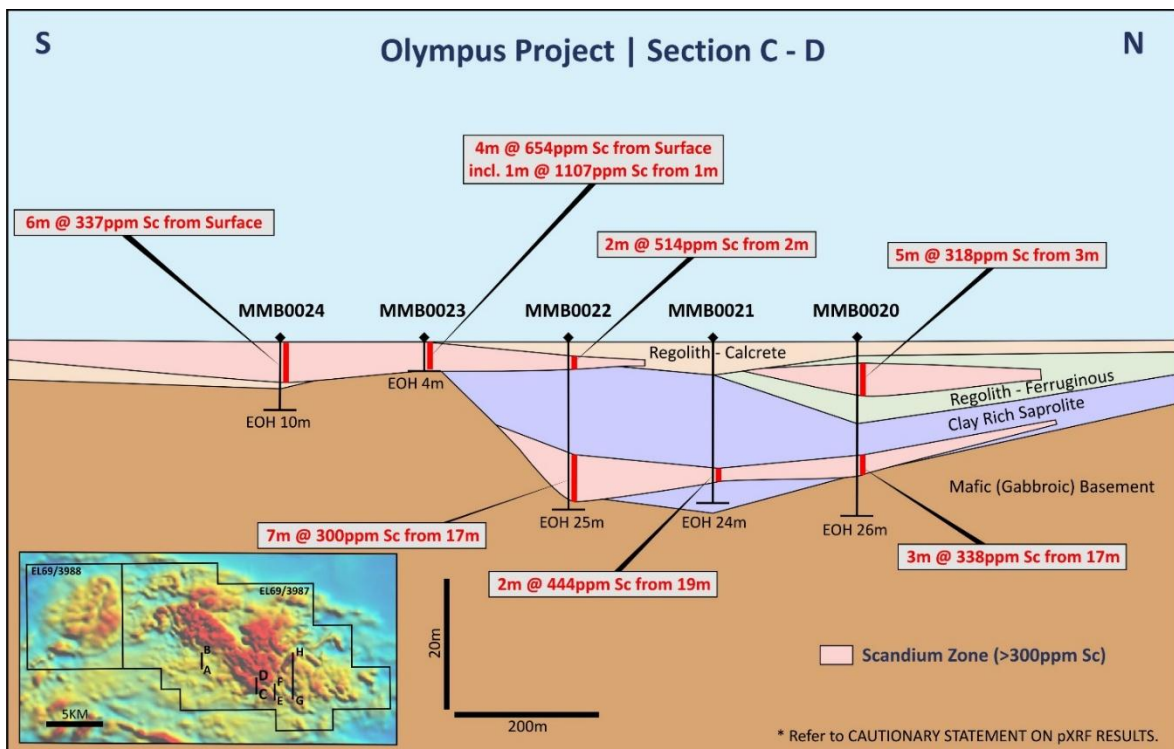 S
Olympus Project | Section C - D
N
4m @ 654ppm Sc from Surface
incl. 1m @ 1107ppm Sc from 1m
6m @ 337ppm Sc from Surface
2m @ 514ppm Sc from 2m
5m @ 318ppm Sc from 3m
MMB0024
MMB0023
MMB0022
MMB0021
MMB0020
Regolith - Calcrete
EOH 4m
Regolith - Ferruginous
EOH 10m
Clay Rich Saprolite
Mafic (Gabbroic) Basement
EOH 25m
EOH 24m
EOH 26m
7m @ 300ppm Sc from 17m
3m @ 338ppm Sc from 17m
2m @ 444ppm Sc from 19m
EL69/3988
EL69/3987
B
A
H
D
F
C
E
G
5KM
20m
200m
Scandium Zone (>300ppm Sc)
* Refer to CAUTIONARY STATEMENT ON pXRF RESULTS.